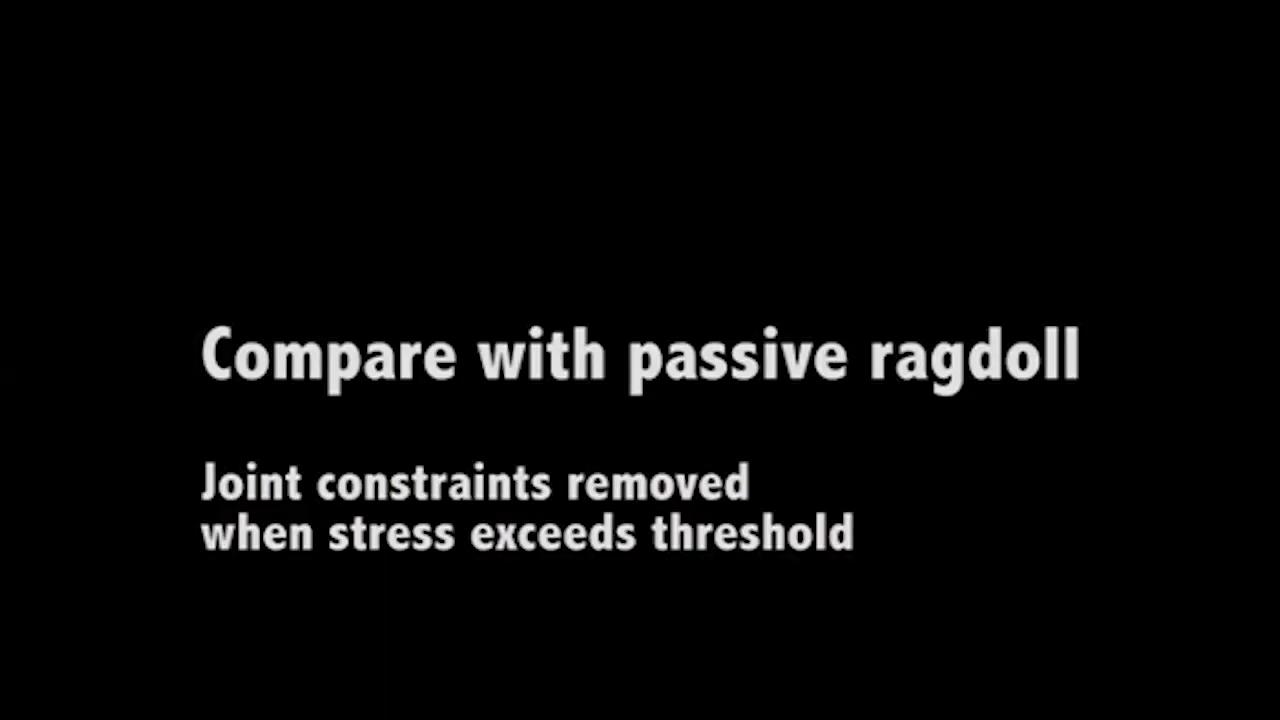 Compare with passive ragdoll
Joint constraints removed
when stress exceeds threshold